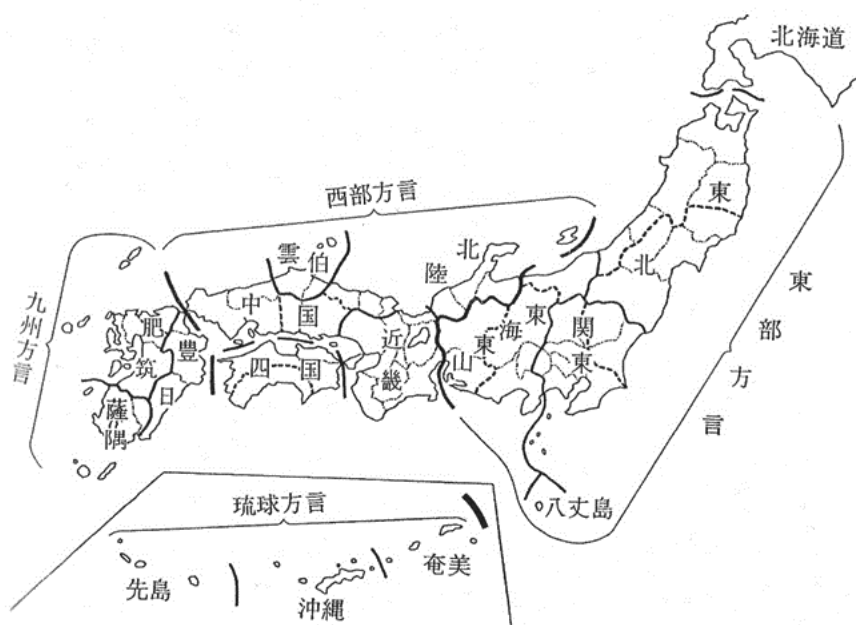 北海道
東北
東部方言
西部方言
雲伯
北陸
中国
近畿
東海東山
関東
九州方言
肥筑
豊日
四国
薩隅
八丈島
琉球方言
先島
沖縄
奄美